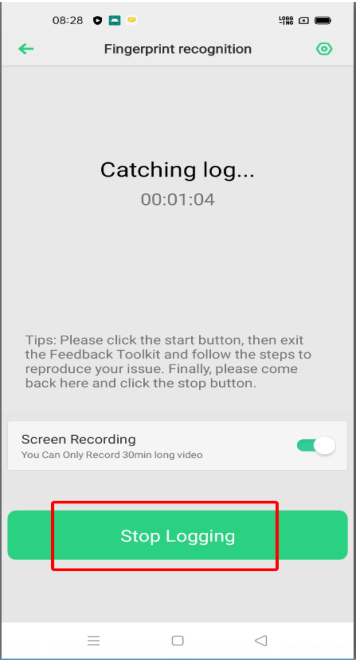 08:28
LOGG
-ING
Fingerprint recognition
Catching log...
00:01:04
Tips: Please click the start button, then exit
the Feedback Toolkit and follow the steps to
reproduce your issue. Finally, please come
back here and click the stop button.
Screen Recording
You Can Only Record 30min long video
Stop Logging